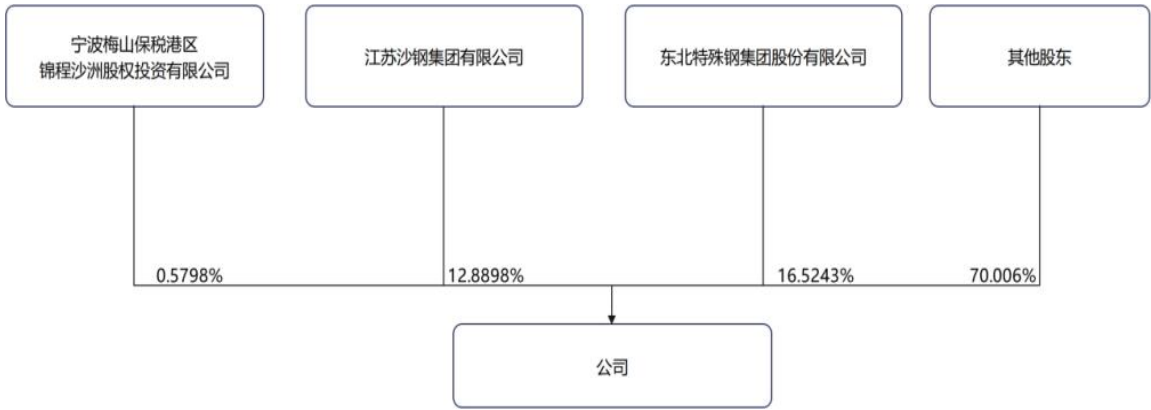 宁波梅山保税港区
锦程沙洲股权投资有限公司
江苏沙钢集团有限公司
东北特殊钢集团股份有限公司
其他股东
0.5798%
12.8898%
16.5243%
70.006%
公司